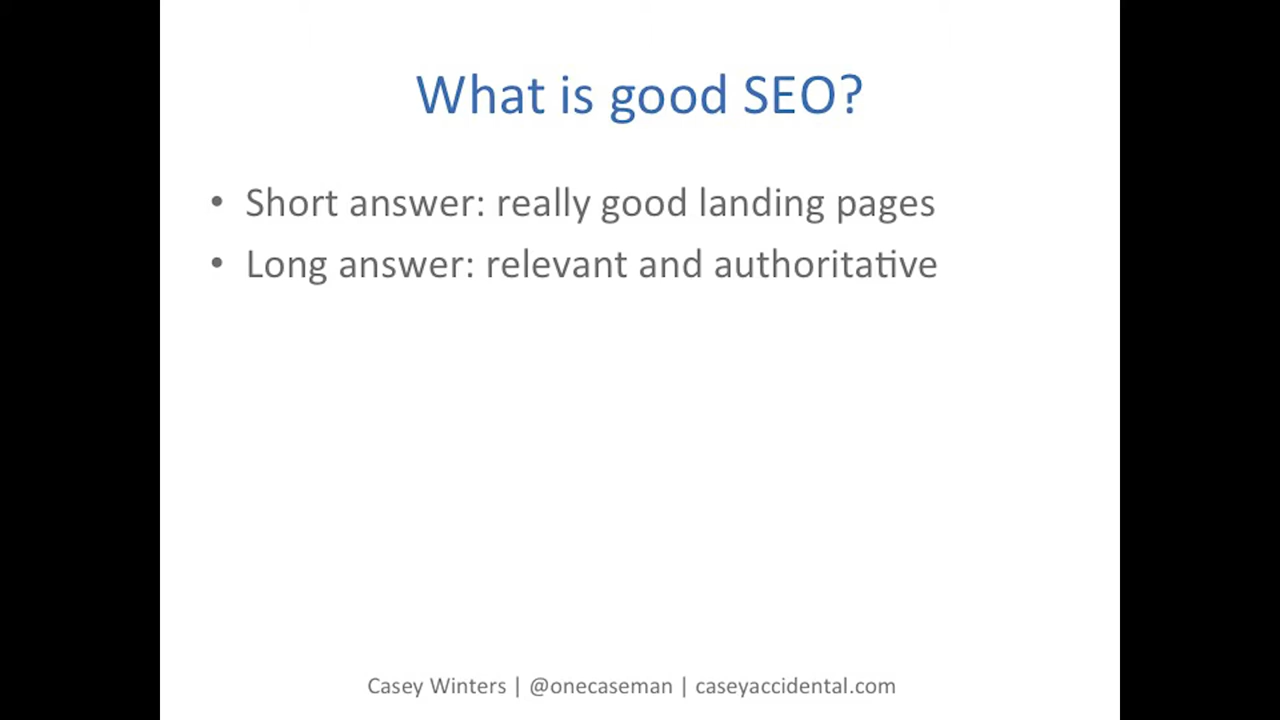 What is good SEO?
• Short answer: really good landing pages
• Long answer: relevant and authoritative
Casey Winters | @onecaseman | caseyaccidental.com